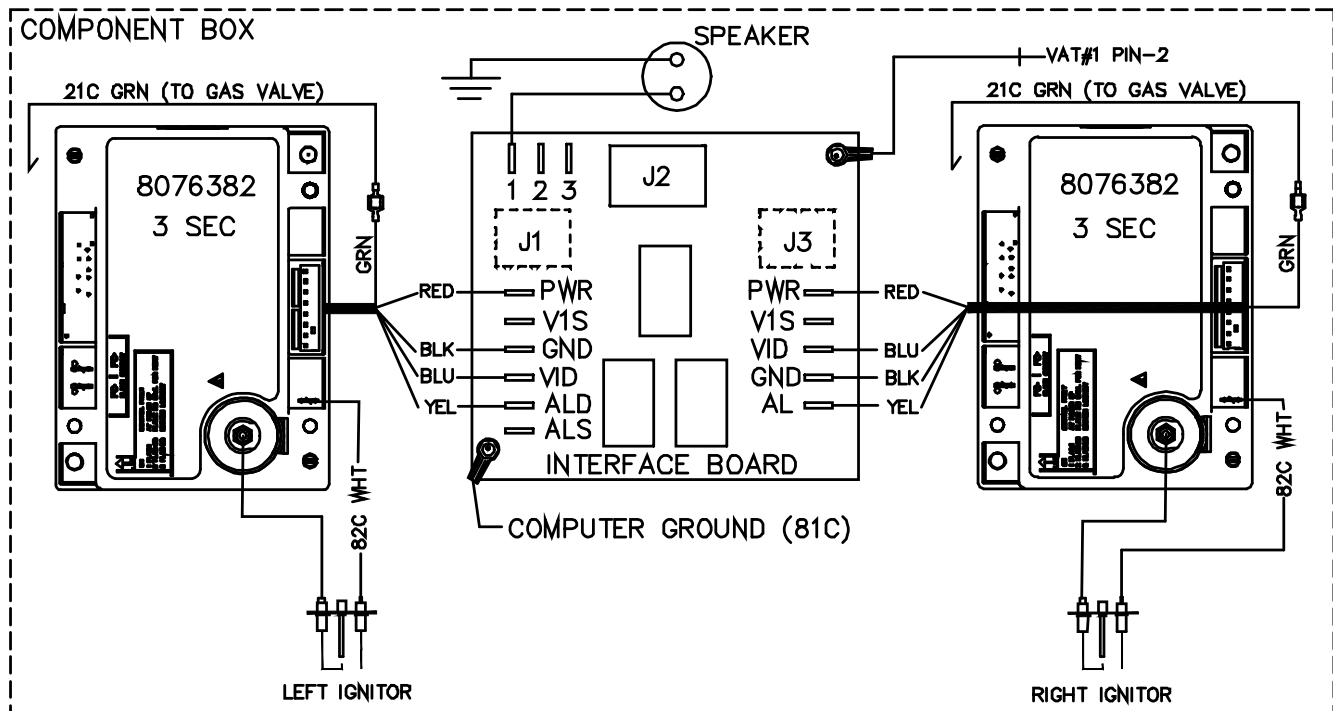 COMPONENT BOX
SPEAKER
VAT#1 PIN-2
21C GRN (TO GAS VALVE)
21C GRN (TO GAS VALVE)
8076382
3 SEC
GRN
1 2 3
J2
J1
J3
8076382
3 SEC
GRN
RED
PWR
PWR
RED
V1S
V1S
BLK
GND
VID
BLU
BLU
VID
GND
BLK
YEL
ALD
AL
YEL
ALS
INTERFACE BOARD
82C WHT
82C WHT
COMPUTER GROUND (81C)
LEFT IGNITOR
RIGHT IGNITOR